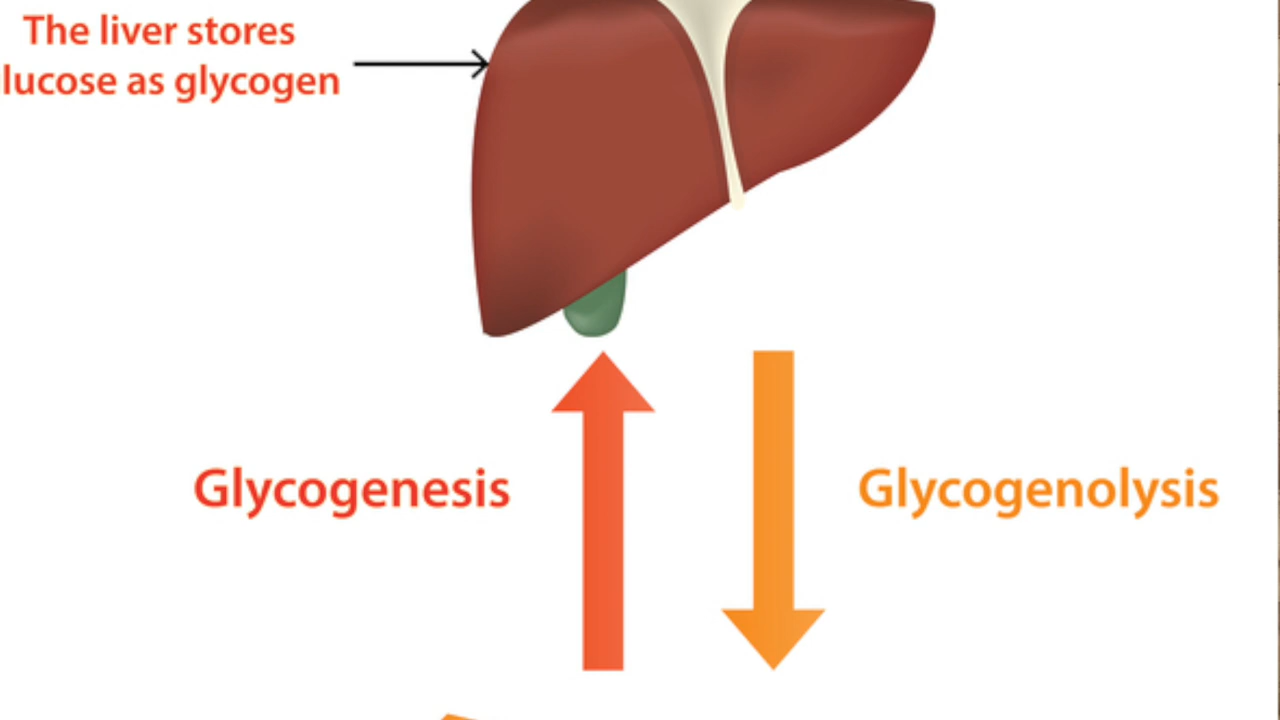 The liver stores
lucose as glycogen
Glycogenesis
Glycogenolysis